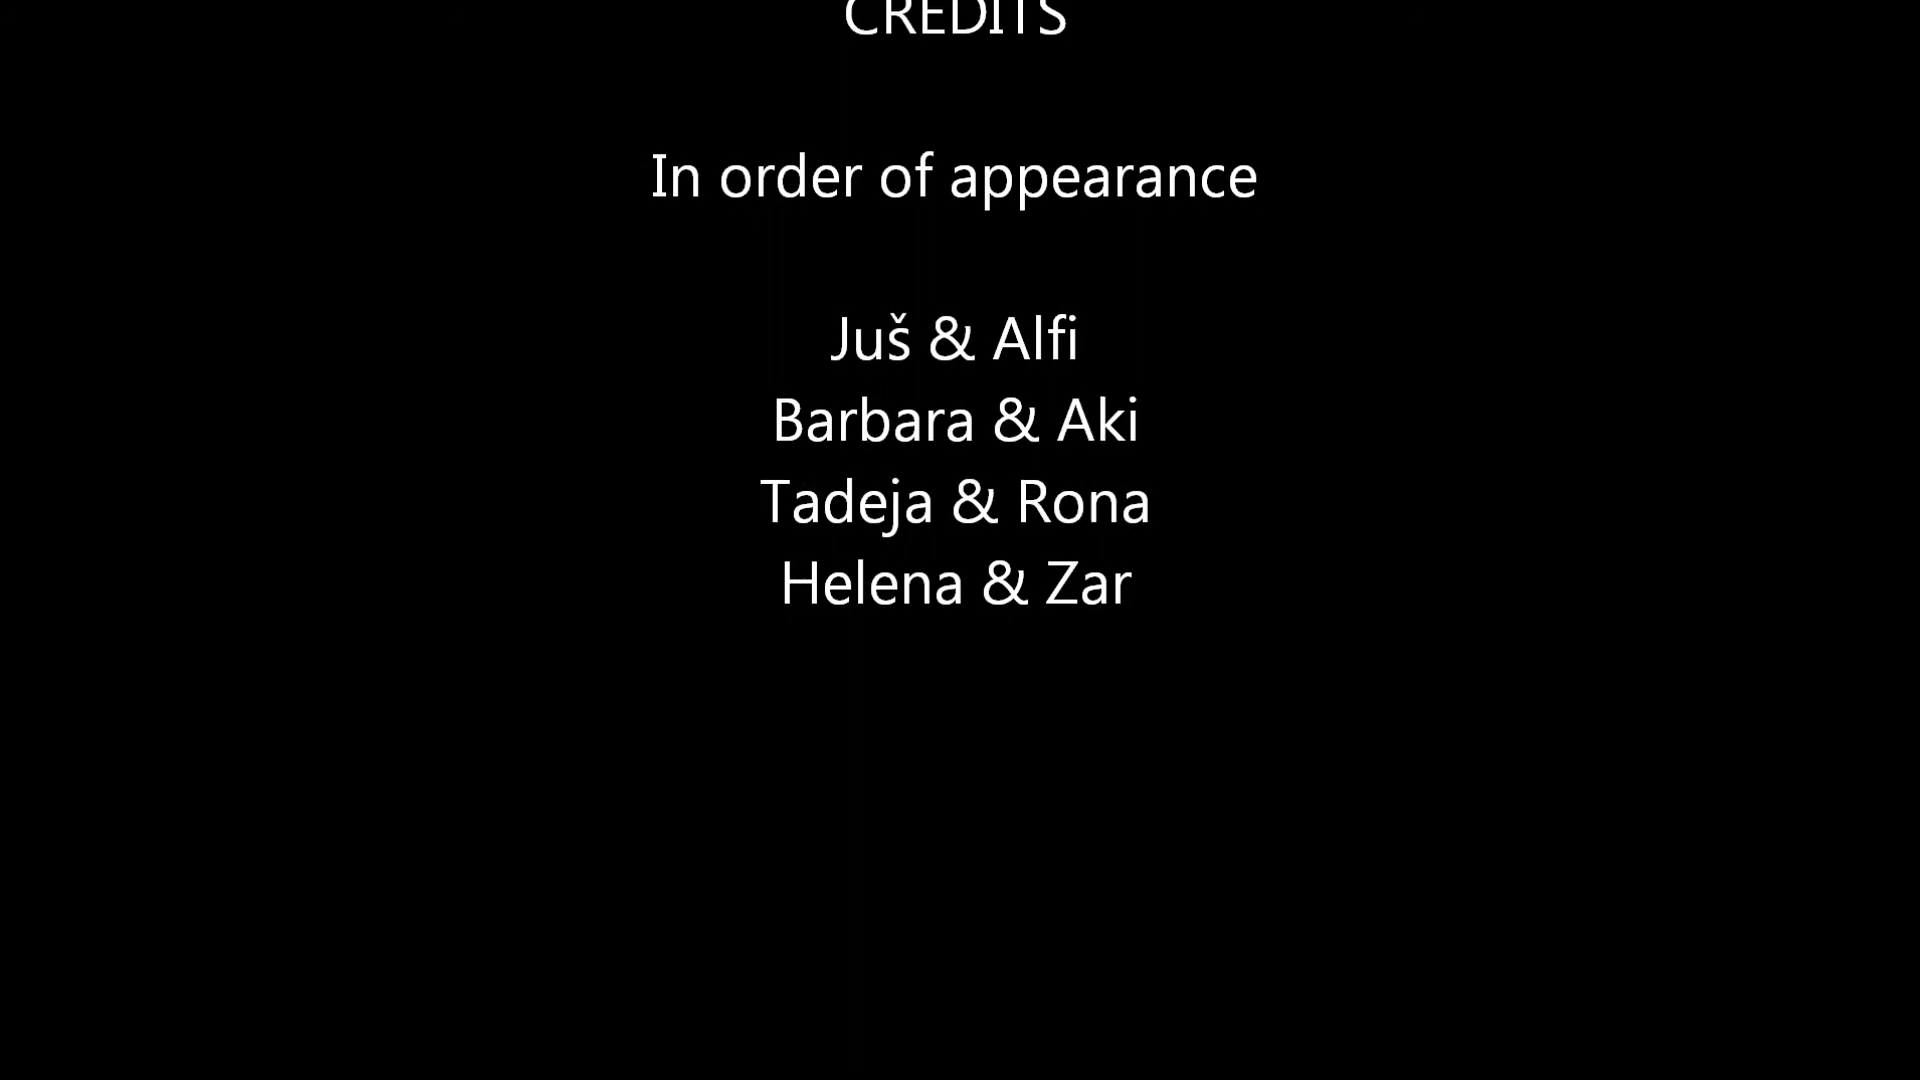 CREDITS
In order of appearance
Juš & Alfi
Barbara & Aki
Tadeja & Rona
Helena & Zar